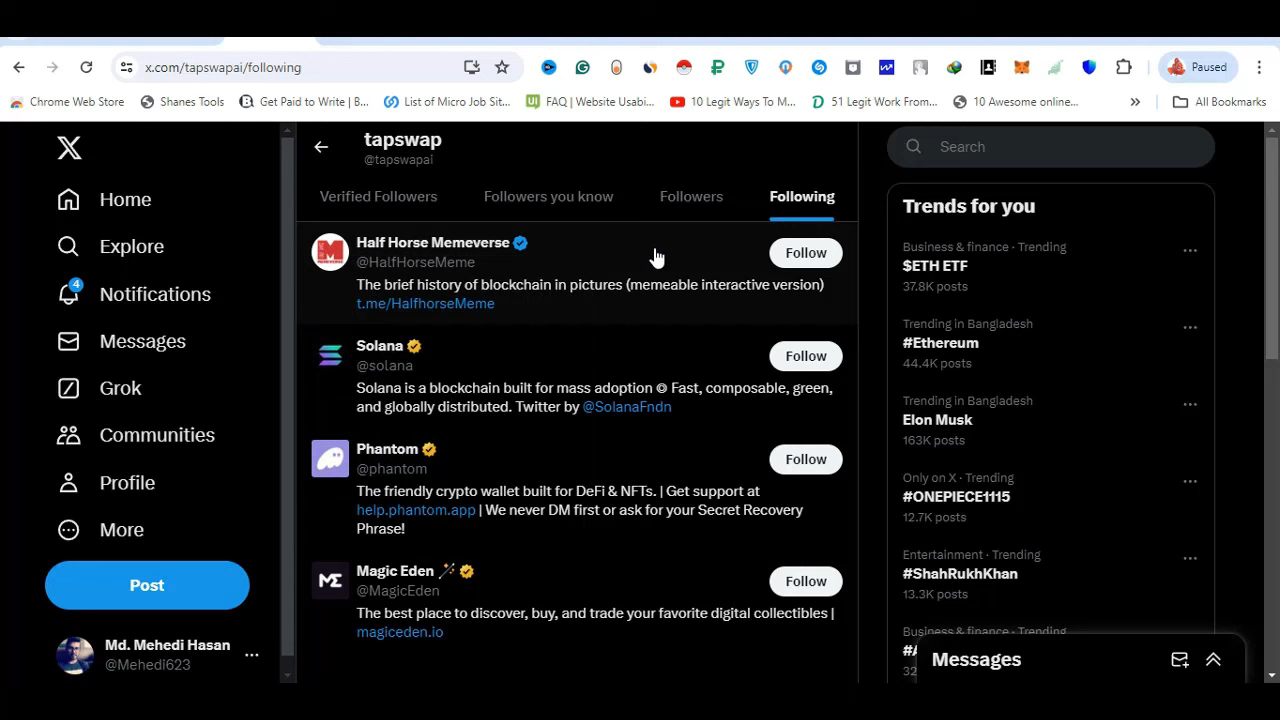 x.com/tapswapai/following
Paused
Chrome Web Store
Shanes Tools
Get Paid to Write | B...
List of Micro Job Sit...
FAQ | Website Usabi...
10 Legit Ways To M...
51 Legit Work From...
10 Awesome online...
All Bookmarks
Home
Explore
4
Notifications
Messages
Grok
Communities
Profile
More
Post
Md. Mehedi Hasan
@Mehedi623
tapswap
@tapswapai
Verified Followers
Followers you know
Followers
Following
Half Horse Memeverse
@HalfHorseMeme
Follow
The brief history of blockchain in pictures (memeable interactive version)
t.me/HalfhorseMeme
Solana
@solana
Follow
Solana is a blockchain built for mass adoption ◎ Fast, composable, green,
and globally distributed. Twitter by @SolanaFndn
Phantom
@phantom
Follow
The friendly crypto wallet built for DeFi & NFTs. | Get support at
help.phantom.app | We never DM first or ask for your Secret Recovery
Phrase!
ME
Magic Eden 🪄
@MagicEden
Follow
The best place to discover, buy, and trade your favorite digital collectibles |
magiceden.io
Search
Trends for you
Business & finance · Trending
$ETH ETF
37.8K posts
Trending in Bangladesh
#Ethereum
44.4K posts
Trending in Bangladesh
Elon Musk
163K posts
Only on X · Trending
#ONEPIECE1115
12.7K posts
Entertainment · Trending
#ShahRukhKhan
13.3K posts
Business & finance · Trending
Messages